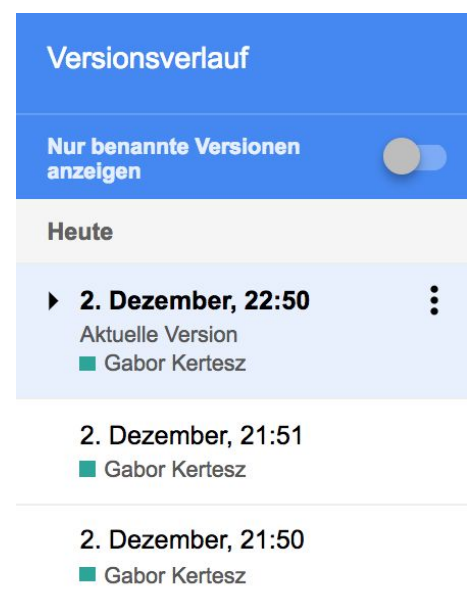 Versionsverlauf
Nur benannte Versionen
anzeigen
Heute
2. Dezember, 22:50
Aktuelle Version
Gabor Kertesz
2. Dezember, 21:51
Gabor Kertesz
2. Dezember, 21:50
Gabor Kertesz